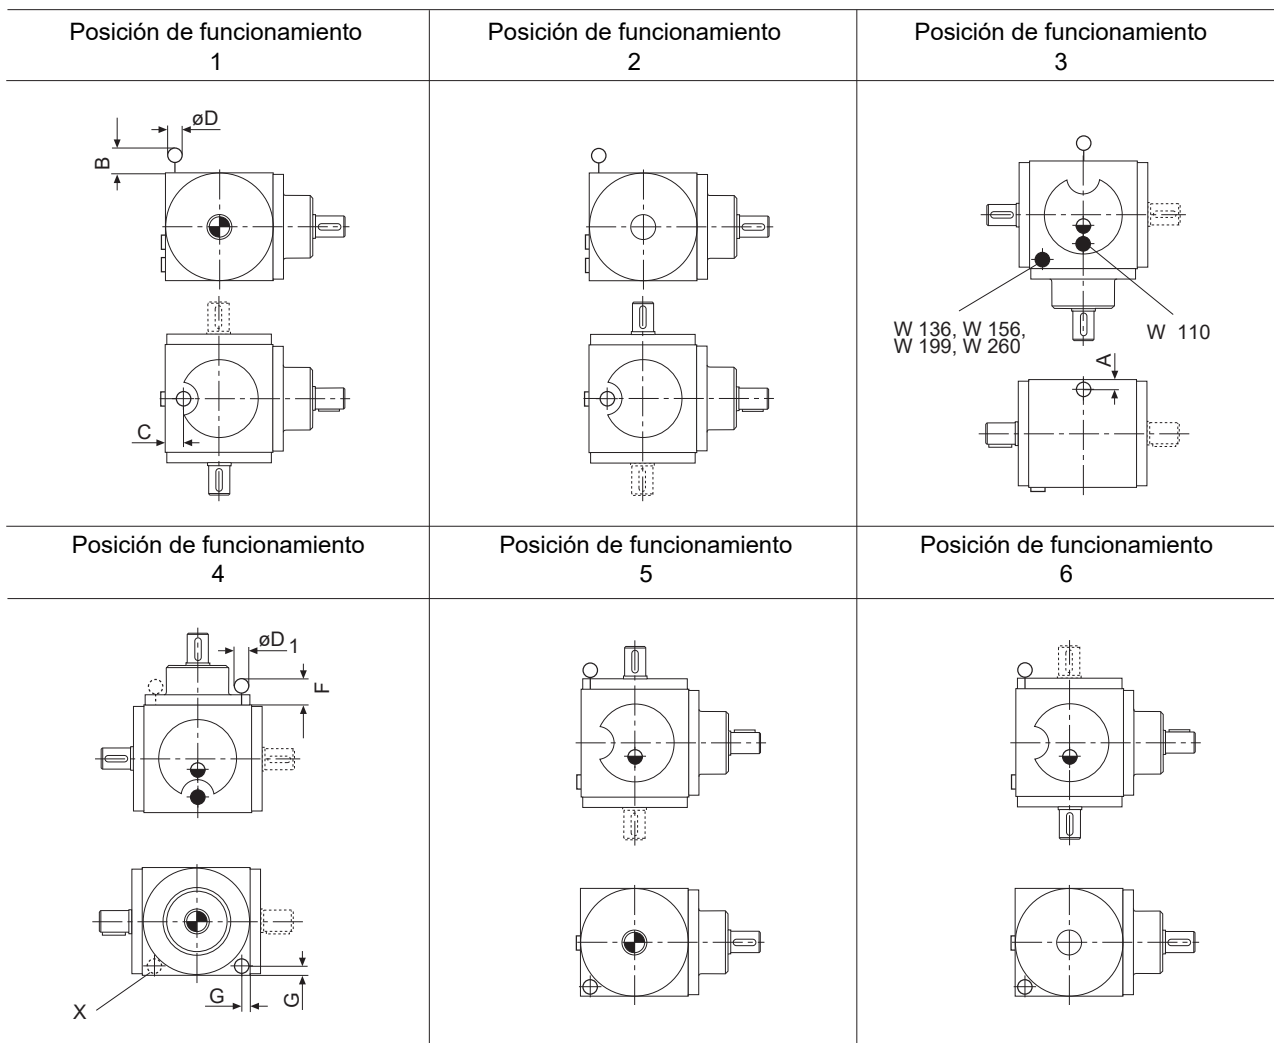 Posición de funcionamiento
1
Posición de funcionamiento
2
Posición de funcionamiento
3
øD
B
C
W 136, W 156,
W 199, W 260
W 110
A
Posición de funcionamiento
4
Posición de funcionamiento
5
Posición de funcionamiento
6
øD 1
F
X
G
G